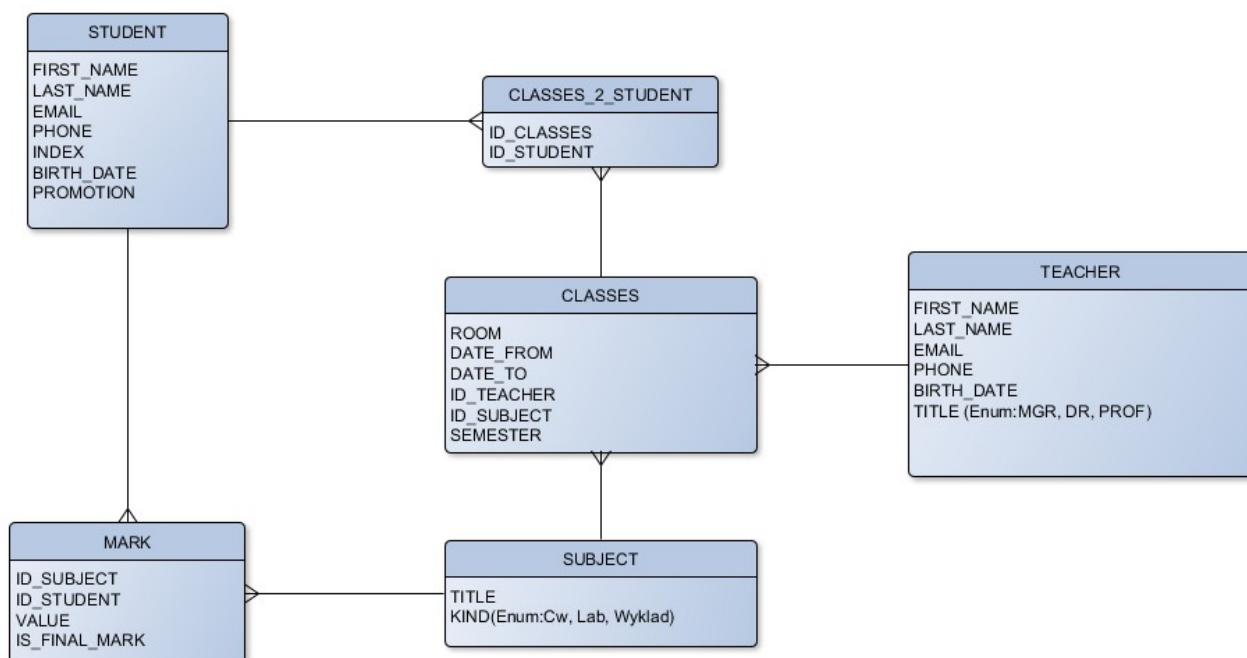 STUDENT
FIRST_NAME
LAST_NAME
EMAIL
PHONE
INDEX
BIRTH_DATE
PROMOTION
CLASSES_2_STUDENT
ID_CLASSES
ID_STUDENT
CLASSES
ROOM
DATE_FROM
DATE_TO
ID_TEACHER
ID_SUBJECT
SEMESTER
TEACHER
FIRST_NAME
LAST_NAME
EMAIL
PHONE
BIRTH_DATE
TITLE (Enum:MGR, DR, PROF)
MARK
ID_SUBJECT
ID_STUDENT
VALUE
IS_FINAL_MARK
SUBJECT
TITLE
KIND(Enum:Cw, Lab, Wyklad)